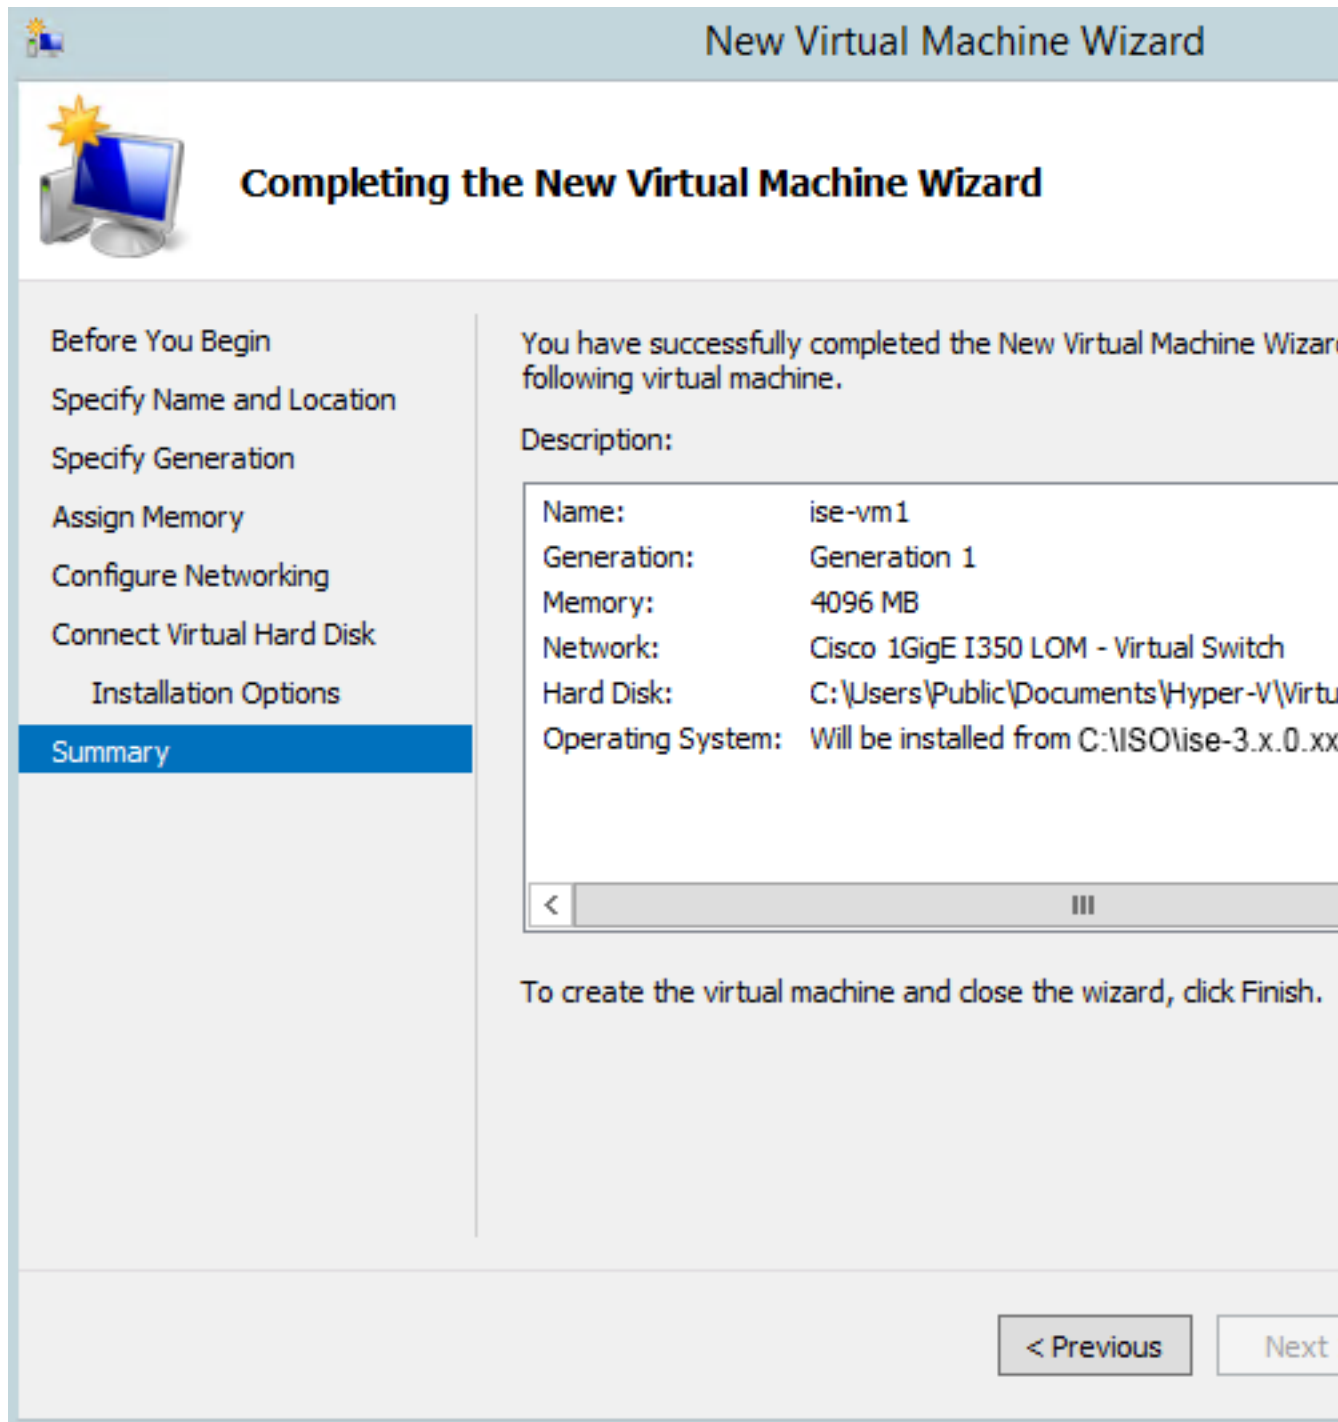 New Virtual Machine Wizard
Completing the New Virtual Machine Wizard
Before You Begin
Specify Name and Location
Specify Generation
Assign Memory
Configure Networking
Connect Virtual Hard Disk
Installation Options
Summary
You have successfully completed the New Virtual Machine Wizard
following virtual machine.
Description:
Name: ise-vm1
Generation: Generation 1
Memory: 4096 MB
Network: Cisco 1GigE I350 LOM - Virtual Switch
Hard Disk: C:\Users\Public\Documents\Hyper-V\Virtu
Operating System: Will be installed from C:\ISO\ise-3.x.0.xx
To create the virtual machine and close the wizard, click Finish.
< Previous
Next